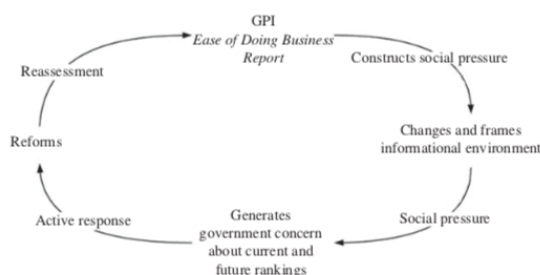 GPI
Ease of Doing Business
Report
Constructs social pressure
Changes and frames
informational environment
Social pressure
Generates
government concern
about current and
future rankings
Active response
Reforms
Reassessment